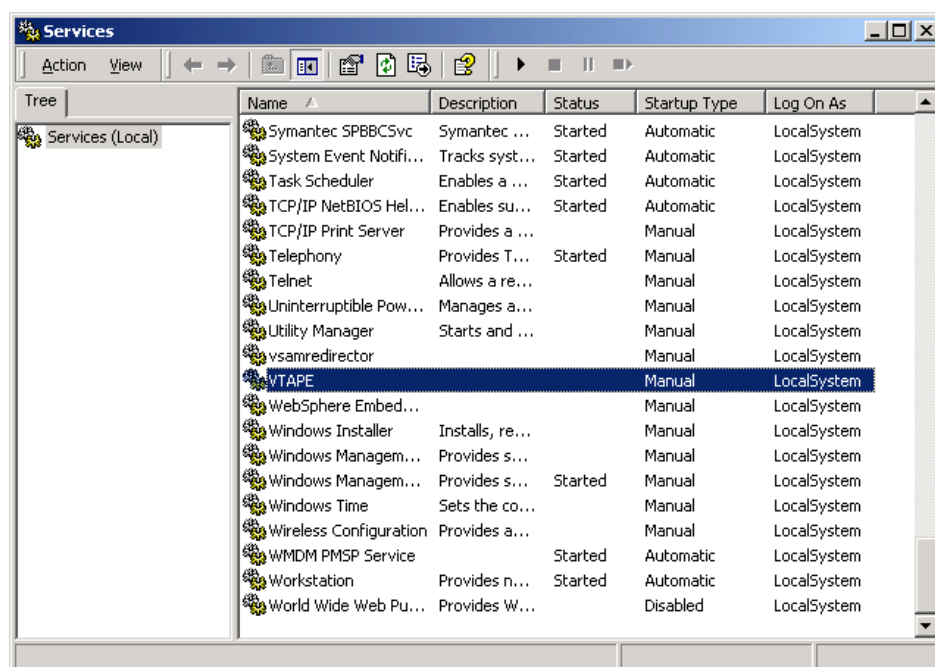 Services
Action View
Tree
Name Description Status Startup Type Log On As
Services (Local)
Symantec SPBBCSvc Symantec ... Started Automatic LocalSystem
System Event Notifi... Tracks syst... Started Automatic LocalSystem
Task Scheduler Enables a ... Started Automatic LocalSystem
TCP/IP NetBIOS Hel... Enables su... Started Automatic LocalSystem
TCP/IP Print Server Provides a ... Manual LocalSystem
Telephony Provides T... Started Manual LocalSystem
Telnet Allows a re... Manual LocalSystem
Uninterruptible Pow... Manages a... Manual LocalSystem
Utility Manager Starts and ... Manual LocalSystem
vsamredirector Manual LocalSystem
VTAPE Manual LocalSystem
WebSphere Embed... Manual LocalSystem
Windows Installer Installs, re... Manual LocalSystem
Windows Managem... Provides s... Manual LocalSystem
Windows Managem... Provides s... Started Manual LocalSystem
Windows Time Sets the co... Manual LocalSystem
Wireless Configuration Provides a... Manual LocalSystem
WMDM PMSP Service Started Automatic LocalSystem
Workstation Provides n... Started Automatic LocalSystem
World Wide Web Pu... Provides W... Disabled LocalSystem